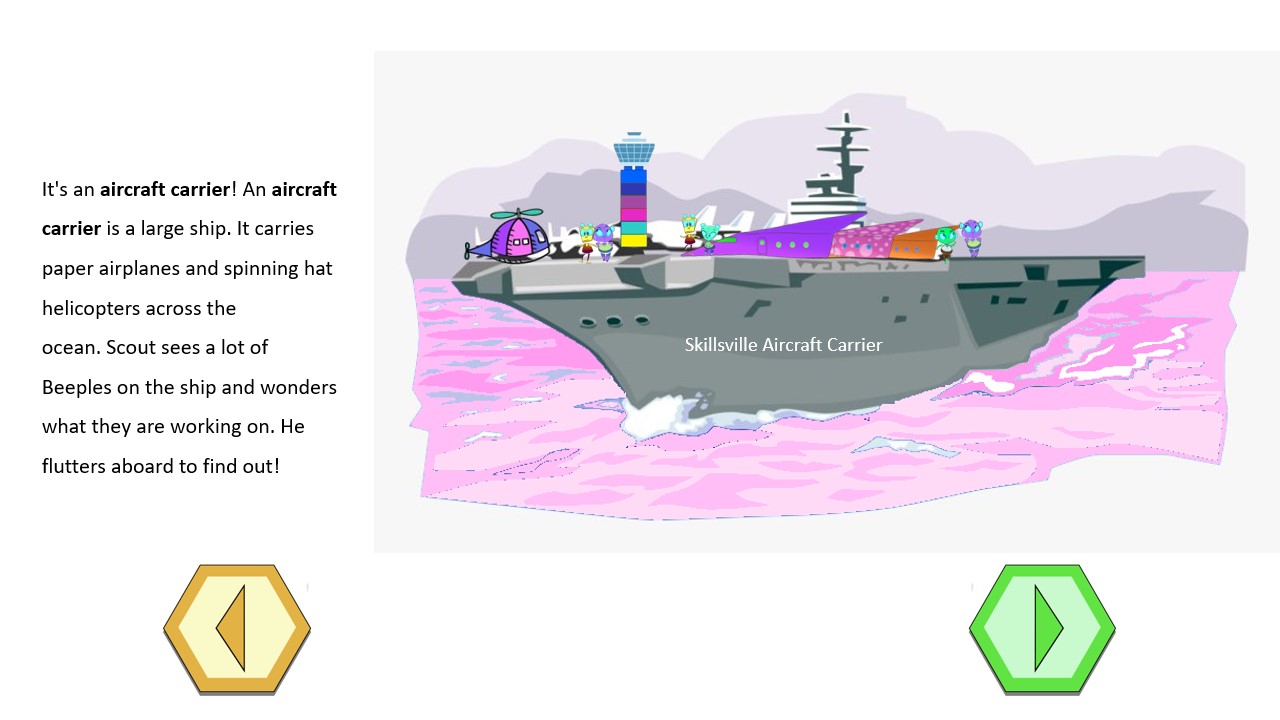 It's an aircraft carrier! An aircraft
carrier is a large ship. It carries
paper airplanes and spinning hat
helicopters across the
ocean. Scout sees a lot of
Beeples on the ship and wonders
what they are working on. He
flutters aboard to find out!
Skillsville Aircraft Carrier